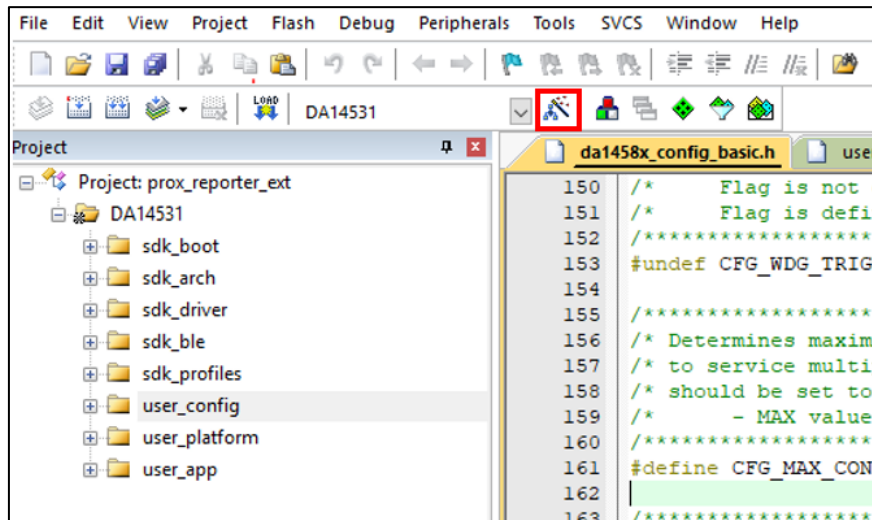 File Edit View Project Flash Debug Peripherals Tools SVCS Window Help
LOAD DA14531
Project
da1458x_config_basic.h use
Project: prox_reporter_ext
DA14531
sdk_boot
sdk_arch
sdk_driver
sdk_ble
sdk_profiles
user_config
user_platform
user_app
150 /* Flag is not
151 /* Flag is defi
152 /*******************
153 #undef CFG_WDG_TRIG
154
155 /*******************
156 /* Determines maxim
157 /* to service multi
158 /* should be set to
159 /* - MAX value
160 /*******************
161 #define CFG_MAX_CON
162
163 /*******************